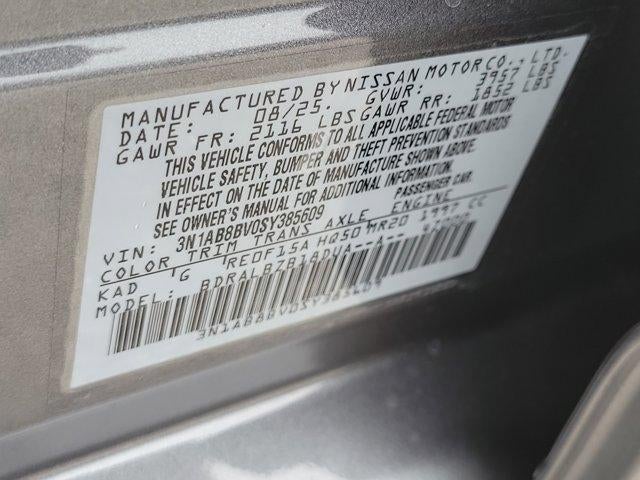 MANUFACTURED BY NISSAN MOTOR CO., LTD.
DATE: 08/25. GVWR: 3957 LBS
GAWR FR: 2116 LBS GAWR RR: 1852 LBS
THIS VEHICLE CONFORMS TO ALL APPLICABLE FEDERAL MOTOR
VEHICLE SAFETY, BUMPER AND THEFT PREVENTION STANDARDS
IN EFFECT ON THE DATE OF MANUFACTURE SHOWN ABOVE.
SEE OWNER'S MANUAL FOR ADDITIONAL INFORMATION.
VIN: 3N1AB8BV0SY385609 PASSENGER CAR
COLOR TRIM TRANS AXLE ENGINE
KAD G RE0F15A HQ50 MR20 1997 CC
MODEL: BDRALBZB18DUA--A--
3N1AB8BV0SY385609